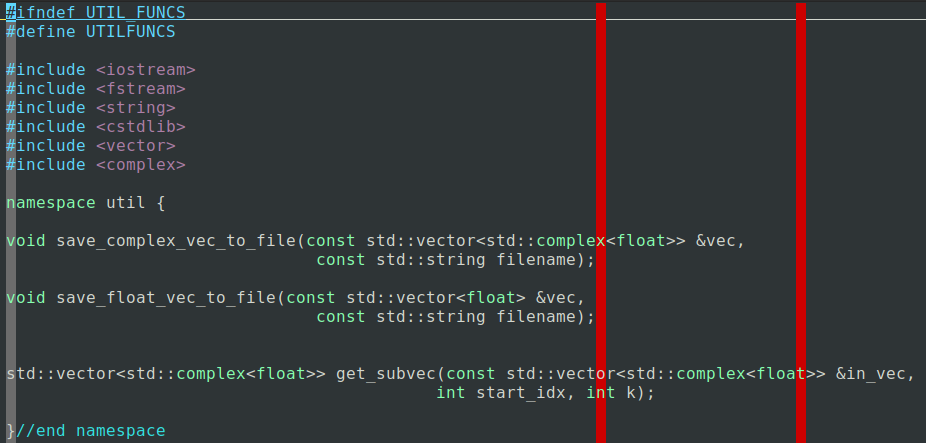 #ifndef UTIL_FUNCS
#define UTILFUNCS
#include <iostream>
#include <fstream>
#include <string>
#include <cstdlib>
#include <vector>
#include <complex>
namespace util {
void save_complex_vec_to_file(const std::vector<std::complex<float>> &vec,
const std::string filename);
void save_float_vec_to_file(const std::vector<float> &vec,
const std::string filename);
std::vector<std::complex<float>> get_subvec(const std::vector<std::complex<float>> &in_vec,
int start_idx, int k);
}//end namespace